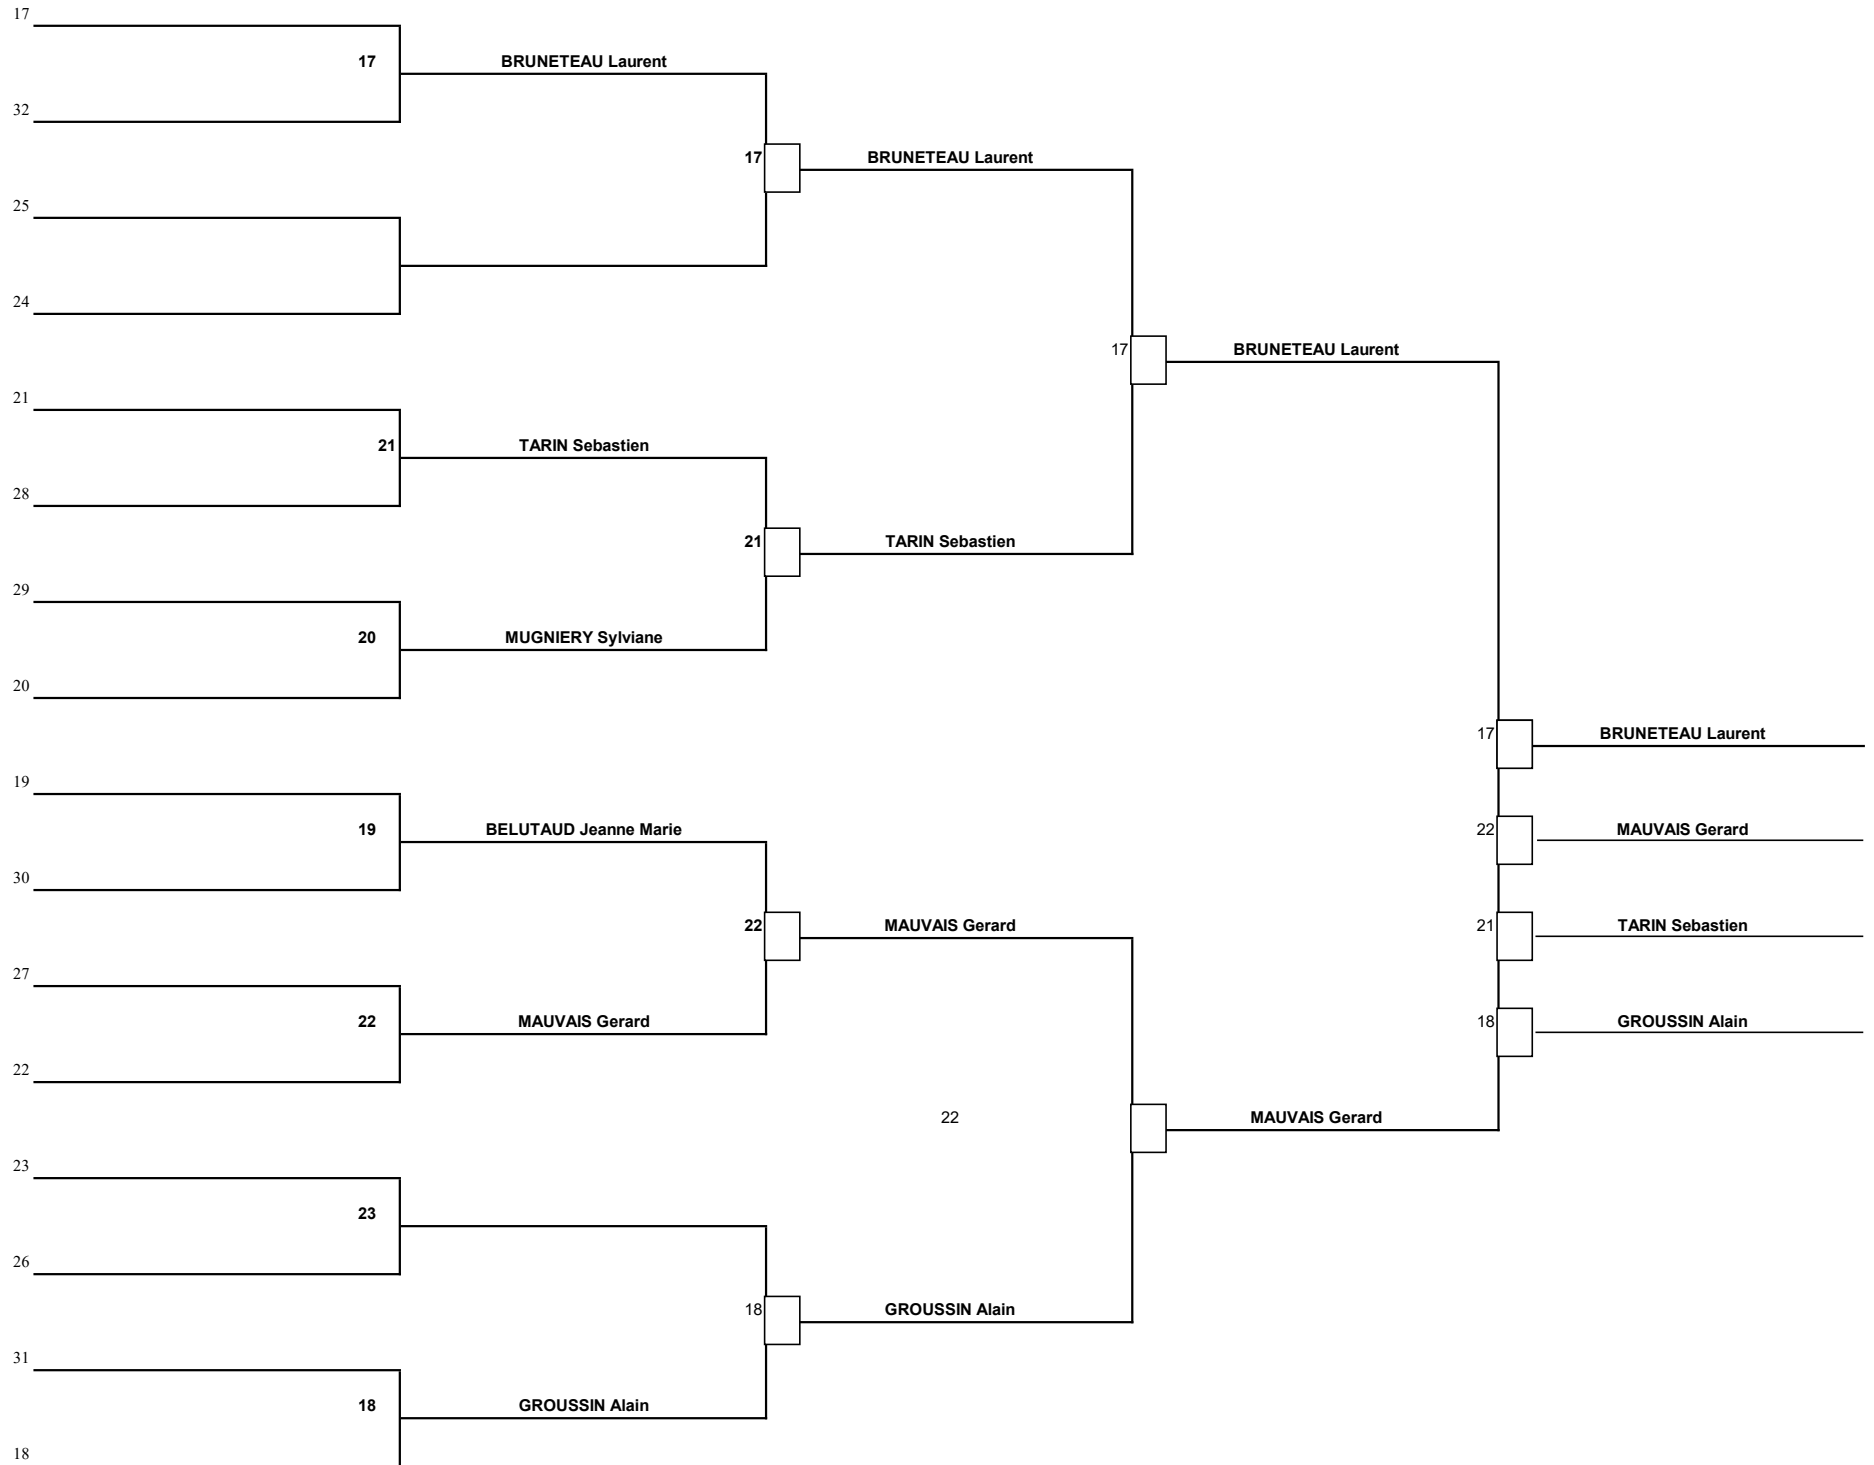 17
17 BRUNETEAU Laurent
32
17 BRUNETEAU Laurent
25
24
17 BRUNETEAU Laurent
21
21 TARIN Sebastien
28
21 TARIN Sebastien
29
20 MUGNIERY Sylviane
20
17 BRUNETEAU Laurent
19
19 BELUTAUD Jeanne Marie
22 MAUVAIS Gerard
30
22 MAUVAIS Gerard
21 TARIN Sebastien
27
22 MAUVAIS Gerard
18 GROUSSIN Alain
22
22 MAUVAIS Gerard
23
23
26
18 GROUSSIN Alain
31
18 GROUSSIN Alain
18